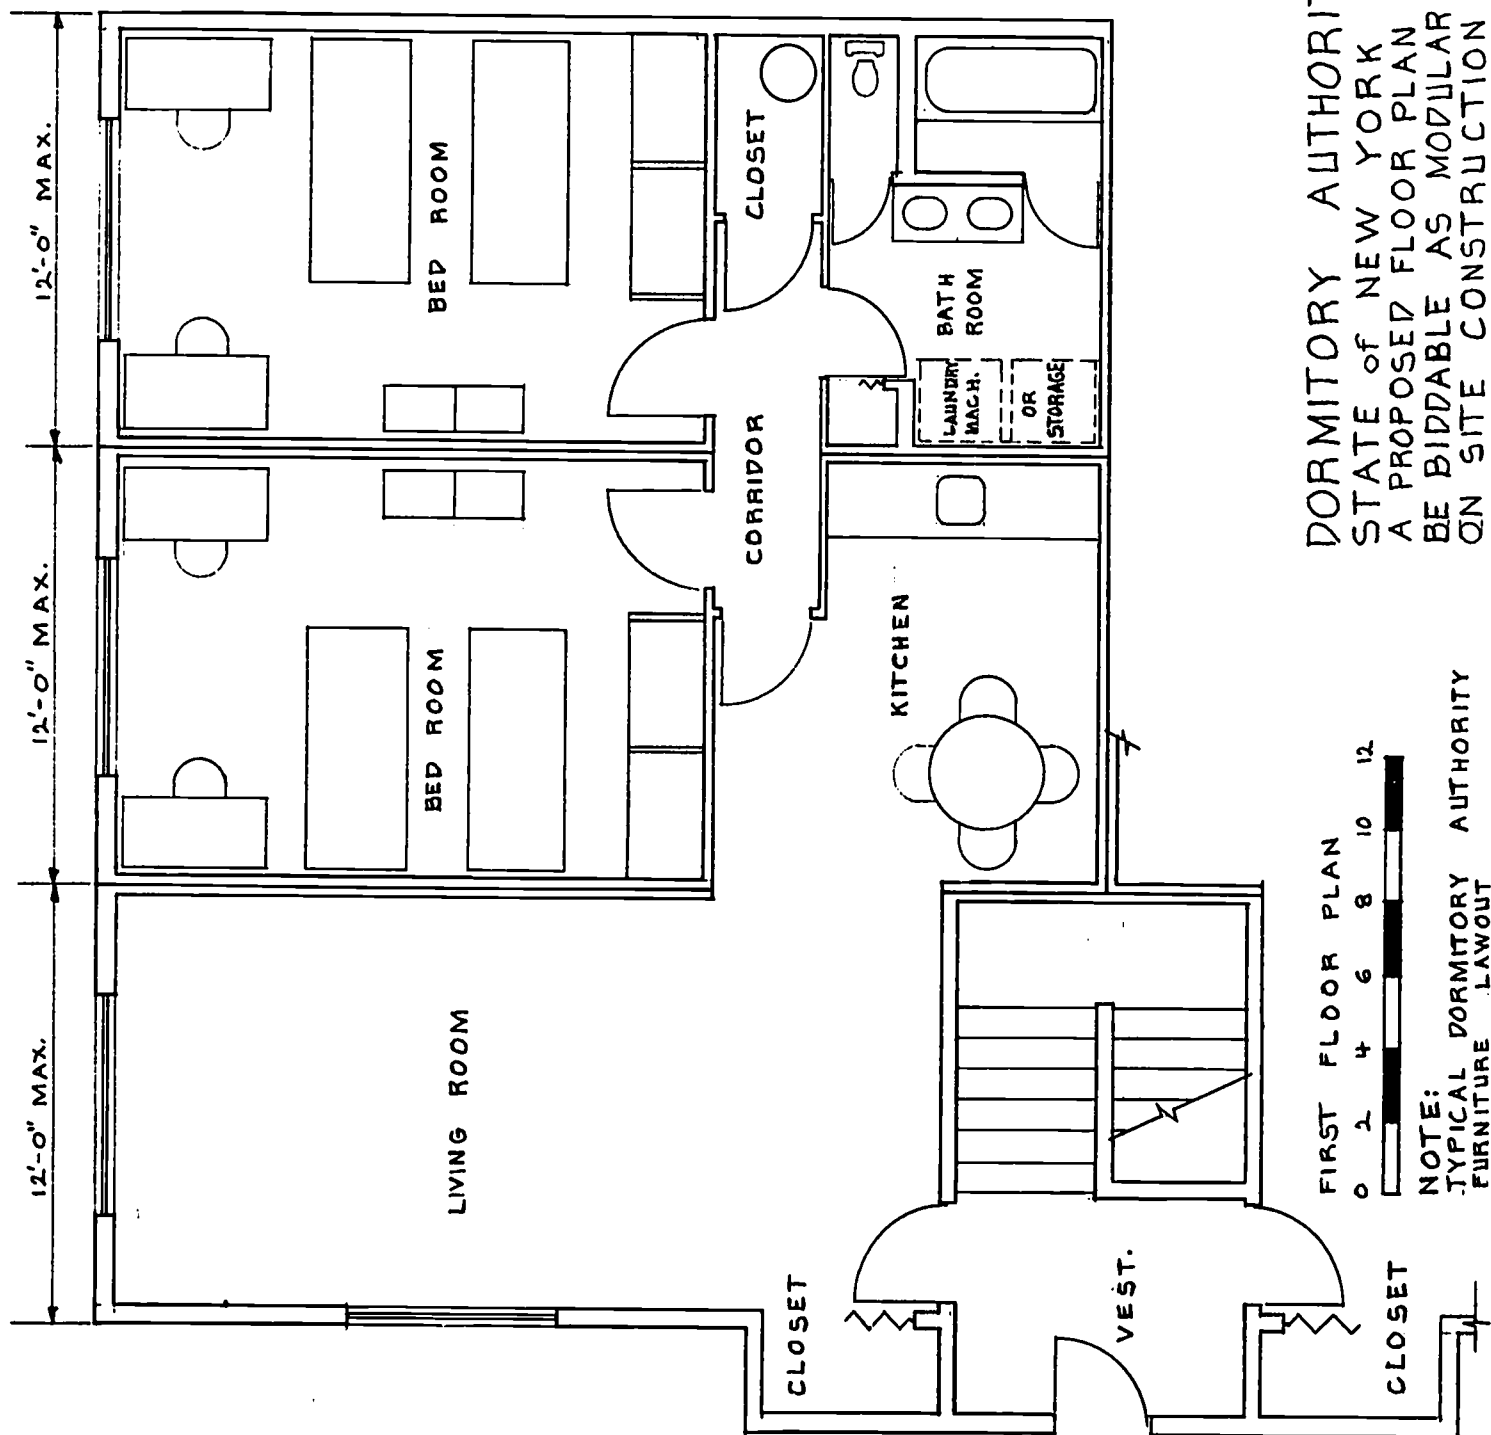 12'-0" MAX.
12'-0" MAX.
12'-0" MAX.
LIVING ROOM
BED ROOM
BED ROOM
CLOSET
VEST.
CLOSET
KITCHEN
CORRIDOR
CLOSET
BATH
ROOM
LAUNDRY
MACH.
OR
STORAGE
FIRST FLOOR PLAN
0 2 4 6 8 10 12
NOTE:
TYPICAL DORMITORY AUTHORITY
FURNITURE LAWOUT
DORMITORY AUTHORIT
STATE of NEW YORK
A PROPOSED FLOOR PLAN
BE BIDDABLE AS MODULAR
ON SITE CONSTRUCTION